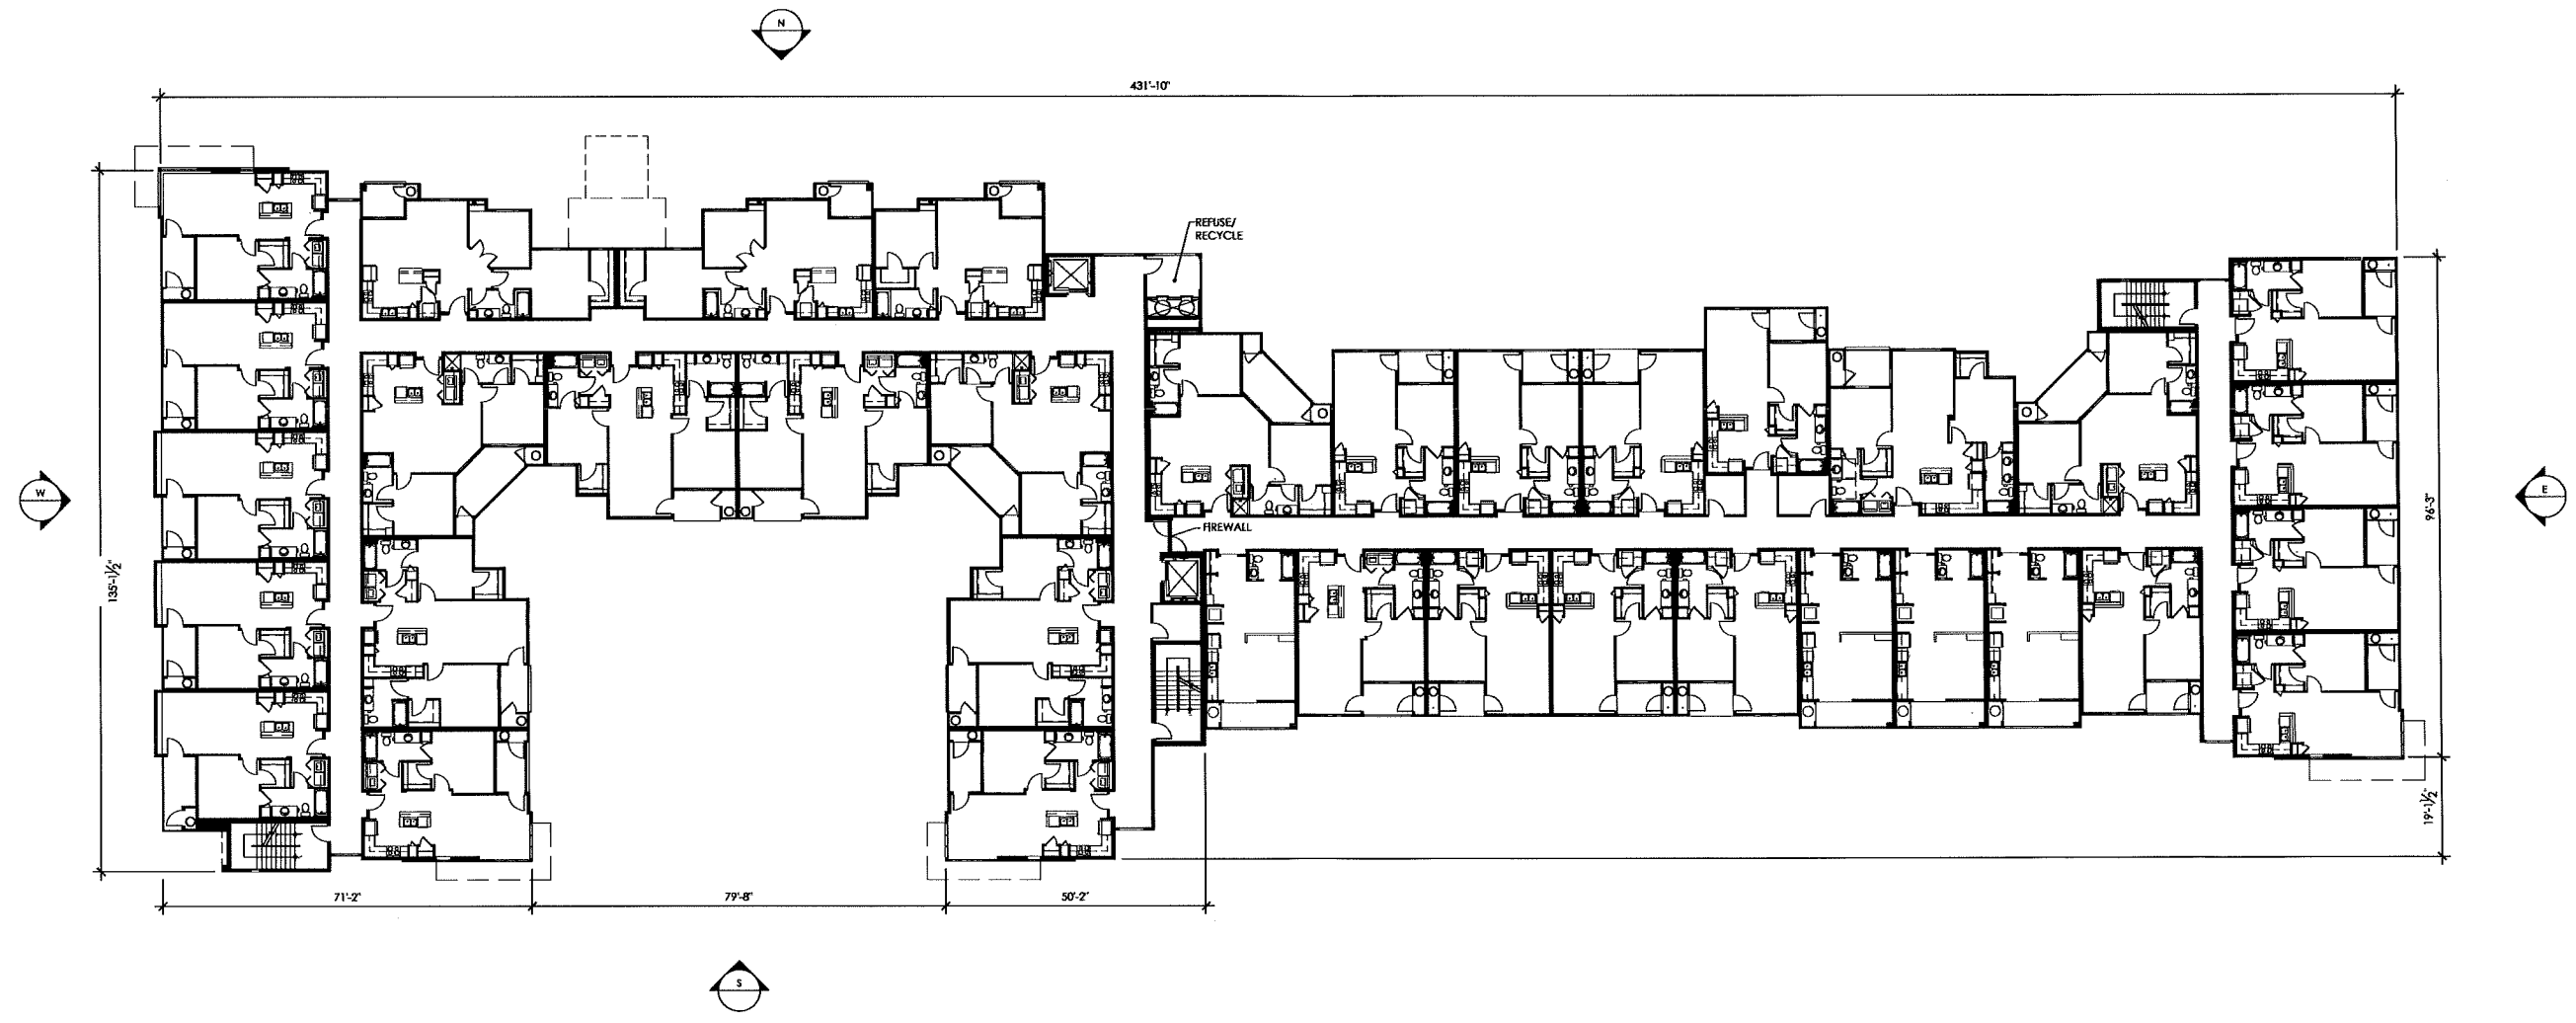 N
431'-10"
REFUSE/
RECYCLE
W
E
135'-1½"
96'-3"
FIREWALL
19'-1½"
71'-2"
79'-8"
50'-2"
S